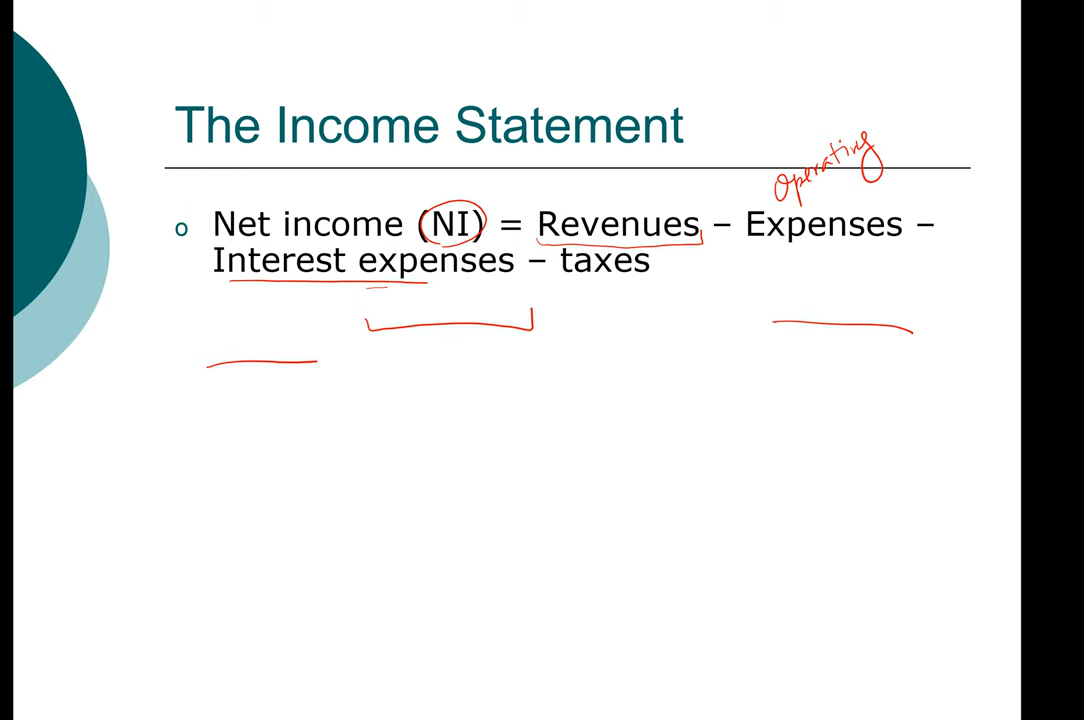 The Income Statement
Operating
o Net income (NI) = Revenues – Expenses –
Interest expenses – taxes